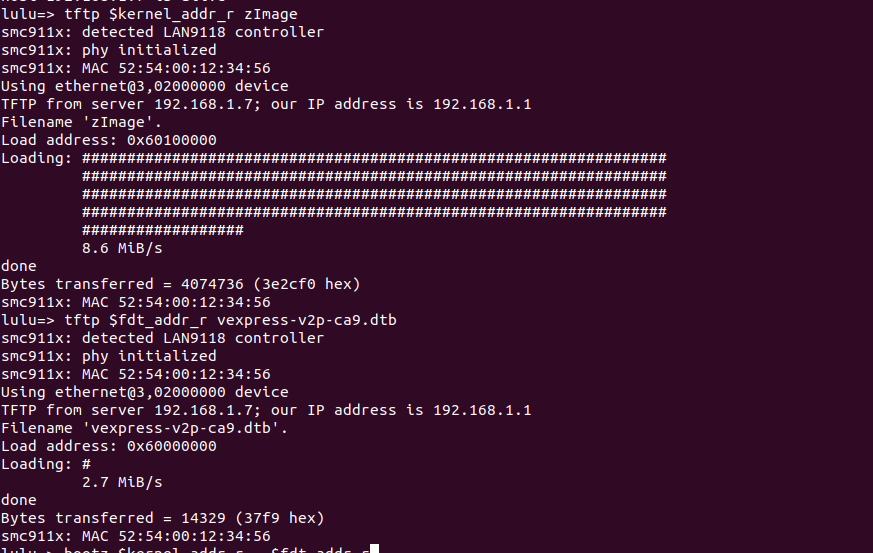 lulu=> tftp $kernel_addr_r zImage
smc911x: detected LAN9118 controller
smc911x: phy initialized
smc911x: MAC 52:54:00:12:34:56
Using ethernet@3,02000000 device
TFTP from server 192.168.1.7; our IP address is 192.168.1.1
Filename 'zImage'.
Load address: 0x60100000
Loading: #################################################################
#################################################################
#################################################################
#################################################################
##################
8.6 MiB/s
done
Bytes transferred = 4074736 (3e2cf0 hex)
smc911x: MAC 52:54:00:12:34:56
lulu=> tftp $fdt_addr_r vexpress-v2p-ca9.dtb
smc911x: detected LAN9118 controller
smc911x: phy initialized
smc911x: MAC 52:54:00:12:34:56
Using ethernet@3,02000000 device
TFTP from server 192.168.1.7; our IP address is 192.168.1.1
Filename 'vexpress-v2p-ca9.dtb'.
Load address: 0x60000000
Loading: #
2.7 MiB/s
done
Bytes transferred = 14329 (37f9 hex)
smc911x: MAC 52:54:00:12:34:56
lulu=> bootz $kernel_addr_r - $fdt_addr_r